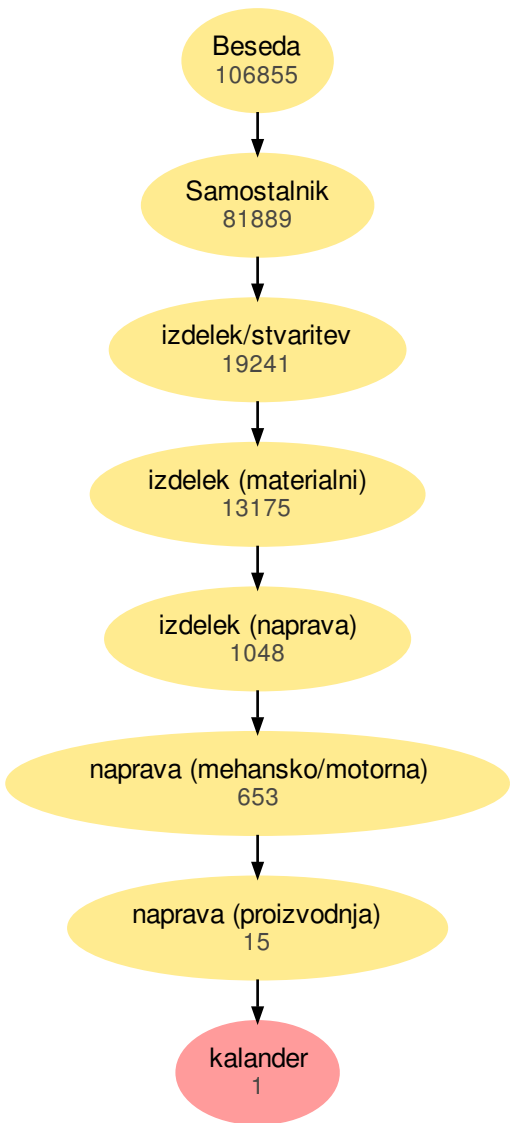 Beseda
106855
Samostalnik
81889
izdelek/stvaritev
19241
izdelek (materialni)
13175
izdelek (naprava)
1048
naprava (mehansko/motorna)
653
naprava (proizvodnja)
15
kalander
1